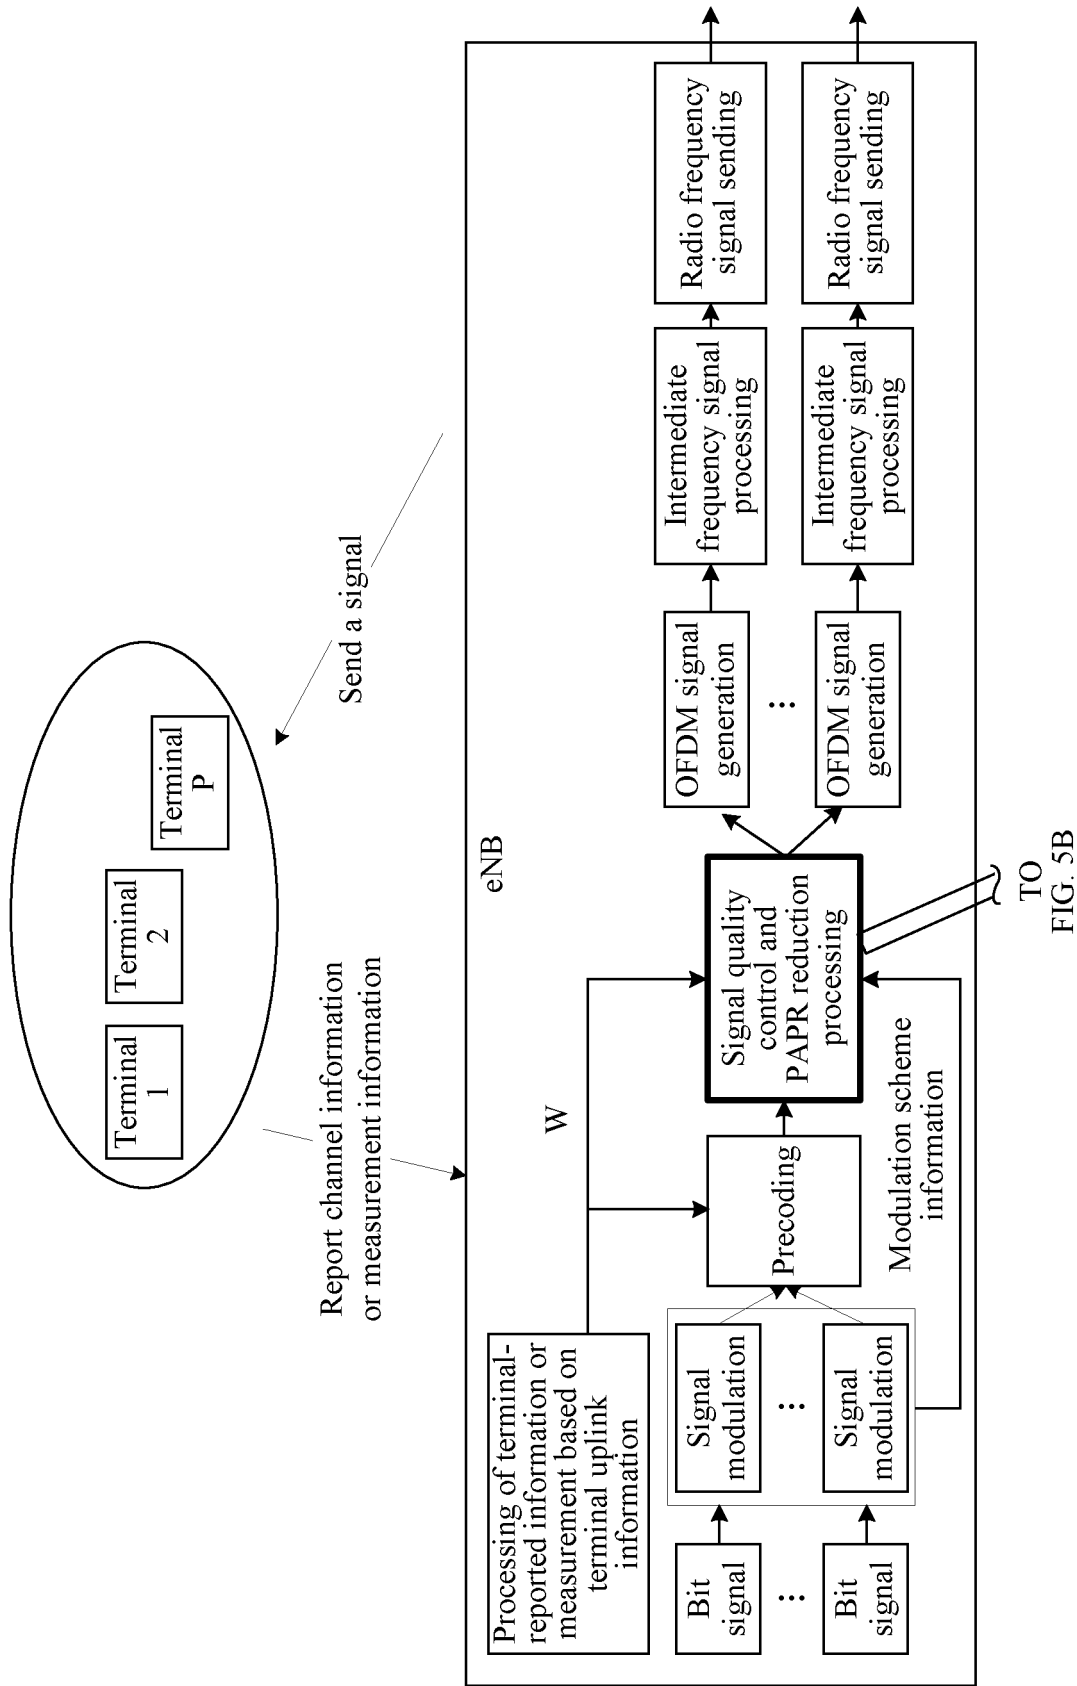 Terminal
1
Terminal
2
Terminal
P
Report channel information
or measurement information
Send a signal
eNB
Processing of terminal-
reported information or
measurement based on
terminal uplink
information
W
Bit
signal
...
Bit
signal
Signal
modulation
...
Signal
modulation
Precoding
Signal quality
control and
PAPR reduction
processing
Modulation scheme
information
OFDM signal
generation
...
OFDM signal
generation
Intermediate
frequency signal
processing
Intermediate
frequency signal
processing
Radio frequency
signal sending
Radio frequency
signal sending
TO
FIG. 5B